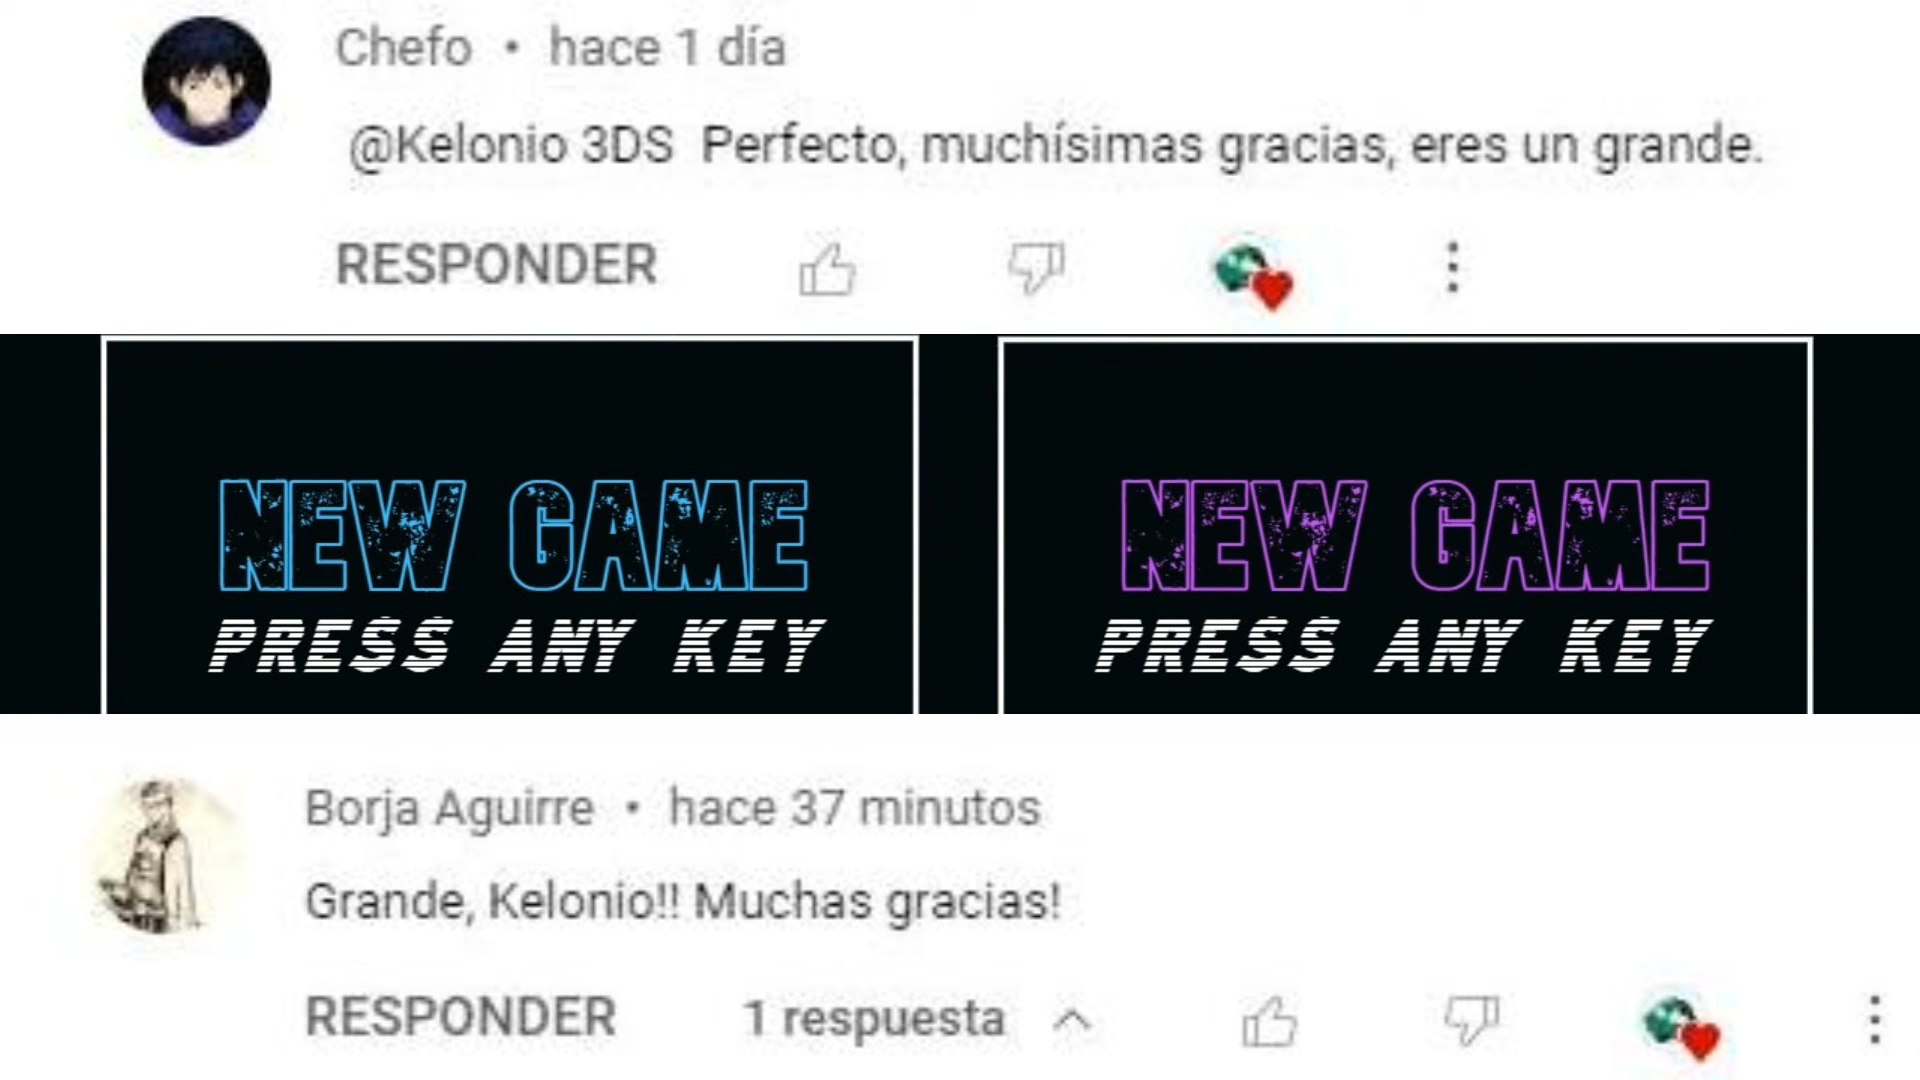 Chefo • hace 1 día
@Kelonio 3DS Perfecto, muchísimas gracias, eres un grande.
RESPONDER
NEW GAME
PRESS ANY KEY
NEW GAME
PRESS ANY KEY
Borja Aguirre • hace 37 minutos
Grande, Kelonio!! Muchas gracias!
RESPONDER 1 respuesta